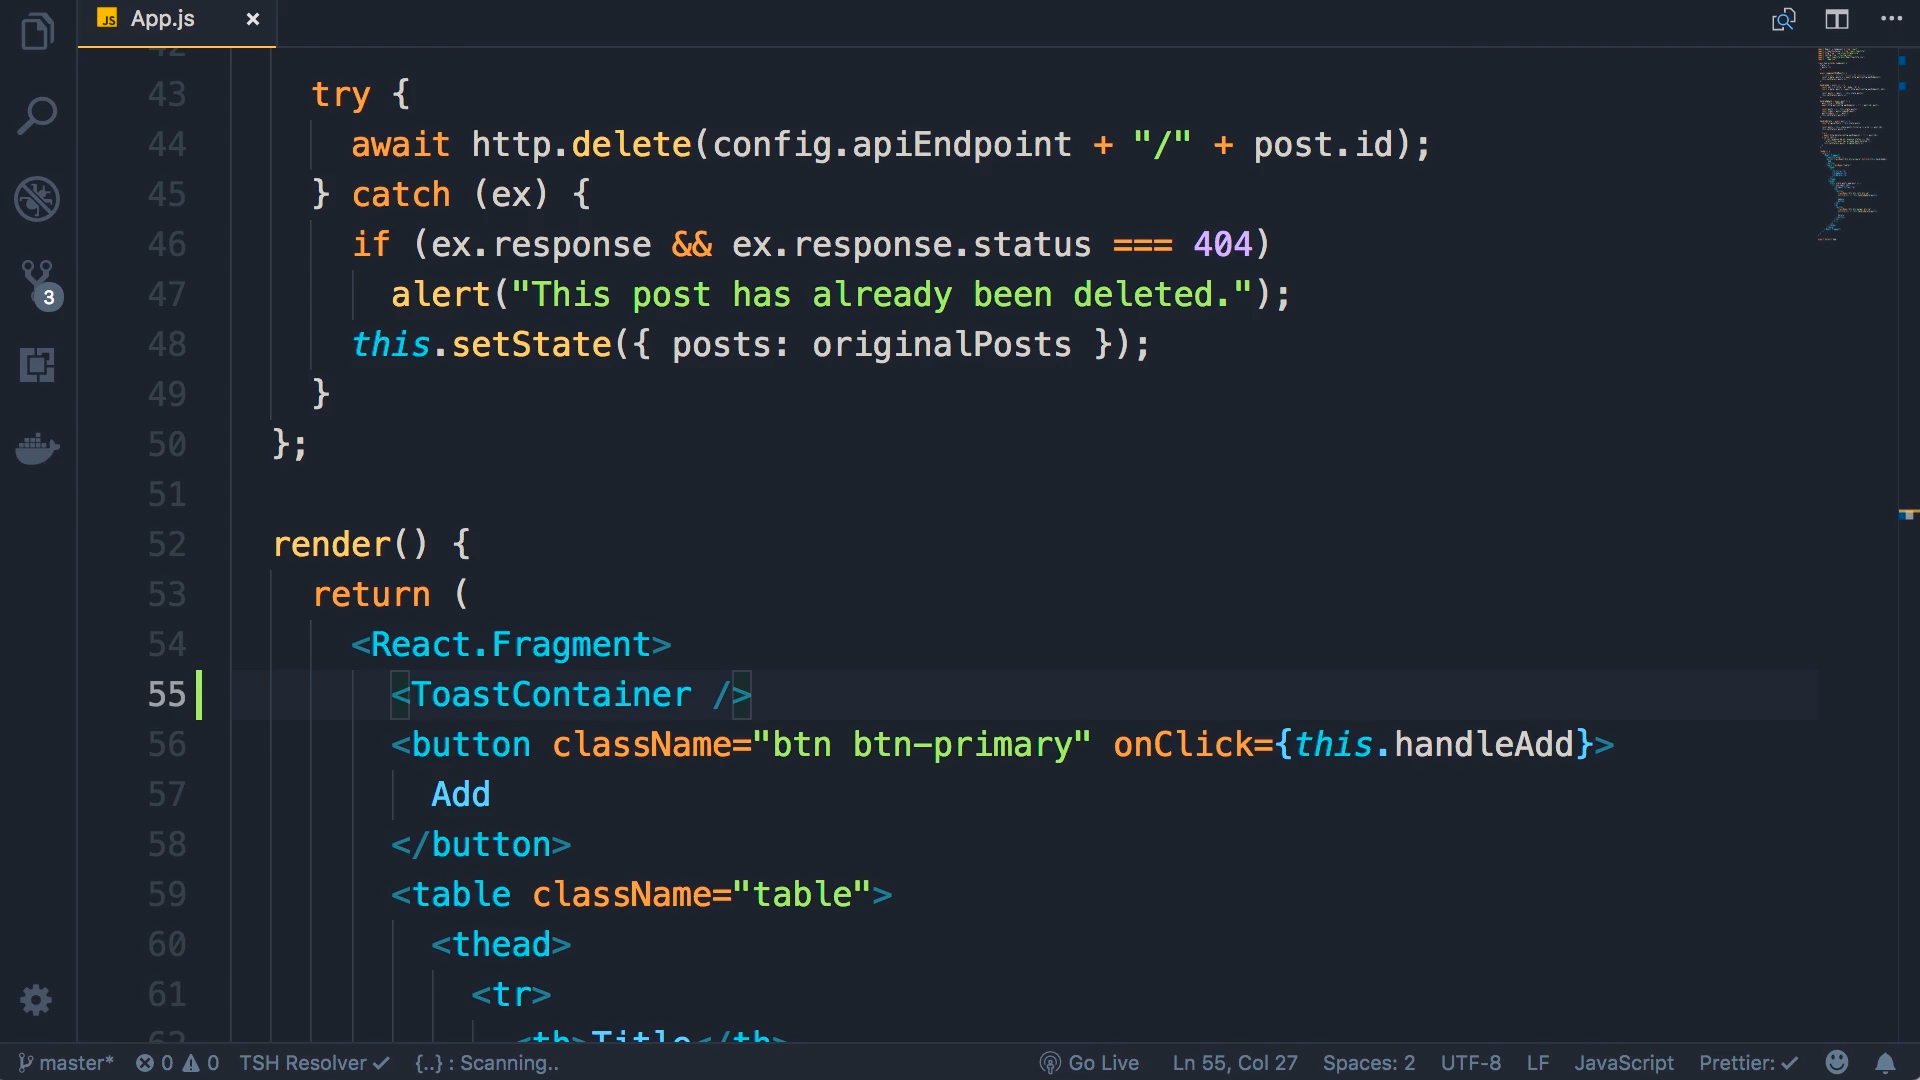 App.js
43 try {
44 await http.delete(config.apiEndpoint + "/" + post.id);
45 } catch (ex) {
46 if (ex.response && ex.response.status === 404)
47 alert("This post has already been deleted.");
48 this.setState({ posts: originalPosts });
49 }
50 };
51
52 render() {
53 return (
54 <React.Fragment>
55 <ToastContainer />
56 <button className="btn btn-primary" onClick={this.handleAdd}>
57 Add
58 </button>
59 <table className="table">
60 <thead>
61 <tr>
62 <th>Title</th>
3
master* 0 0 TSH Resolver ✓ {..} : Scanning.. Go Live Ln 55, Col 27 Spaces: 2 UTF-8 LF JavaScript Prettier: ✓